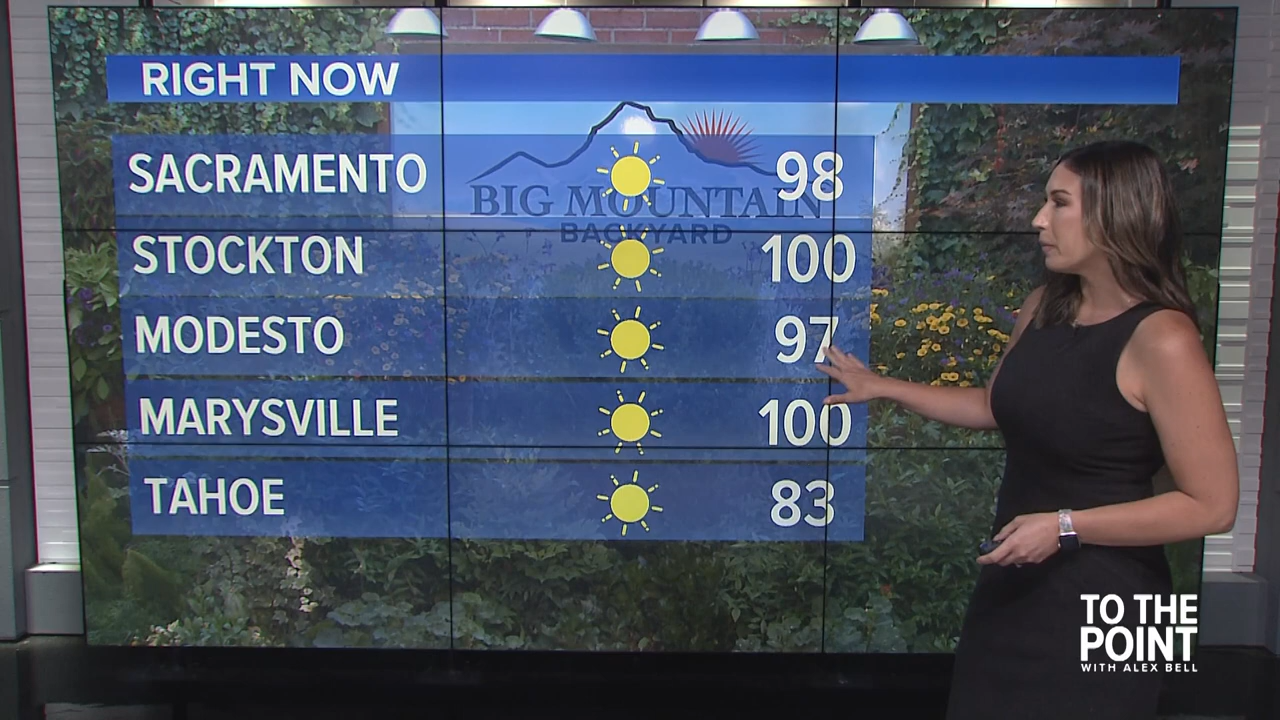 RIGHT NOW
SACRAMENTO 98
BIG MOUNTAIN
BACKYARD
STOCKTON 100
MODESTO 97
MARYSVILLE 100
TAHOE 83
TO THE
POINT
WITH ALEX BELL